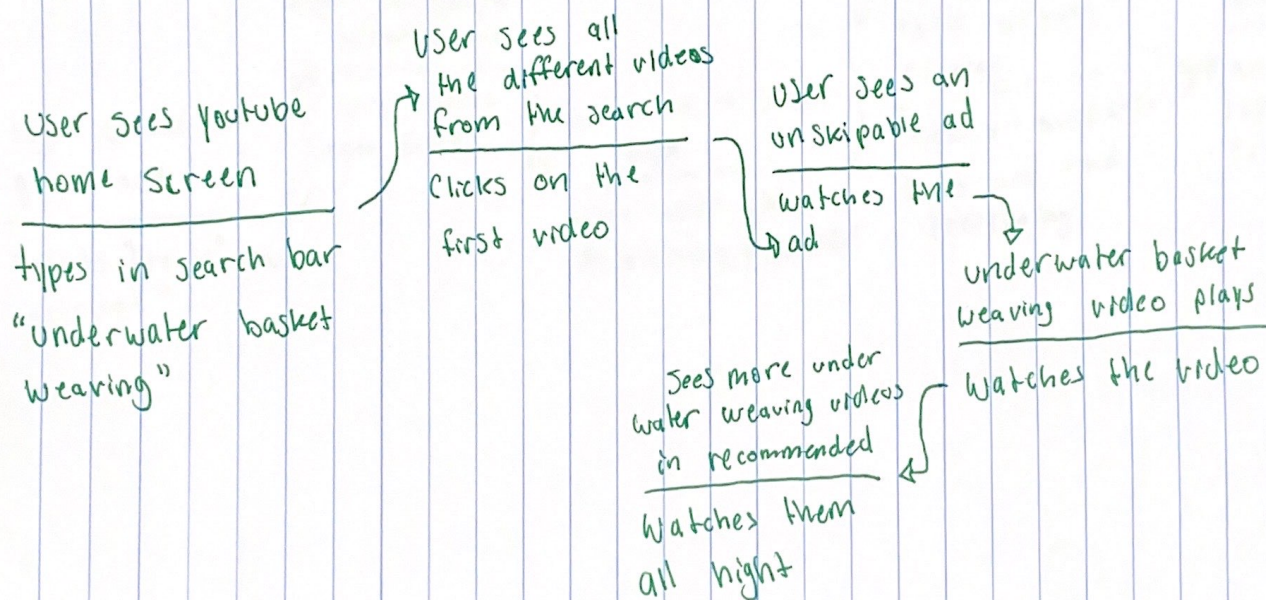 User sees Youtube
home screen
types in search bar
"underwater basket
weaving"
User sees all
the different videos
from the search
Clicks on the
first video
User sees an
unskipable ad
watches the
ad
underwater basket
weaving video plays
Watches the video
Sees more under
water weaving videos
in recommended
Watches them
all night